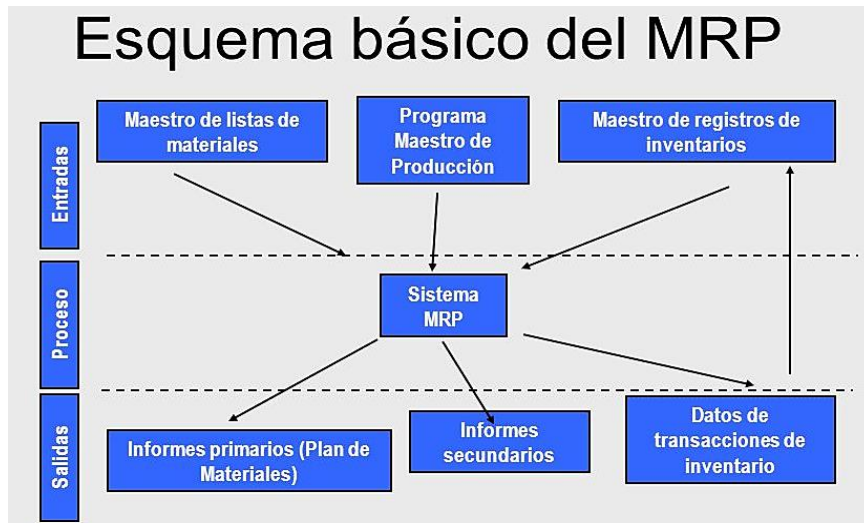 Esquema básico del MRP
Entradas
Maestro de listas de
materiales
Programa
Maestro de
Producción
Maestro de registros de
inventarios
Proceso
Sistema
MRP
Salidas
Informes primarios (Plan de
Materiales)
Informes
secundarios
Datos de
transacciones de
inventario